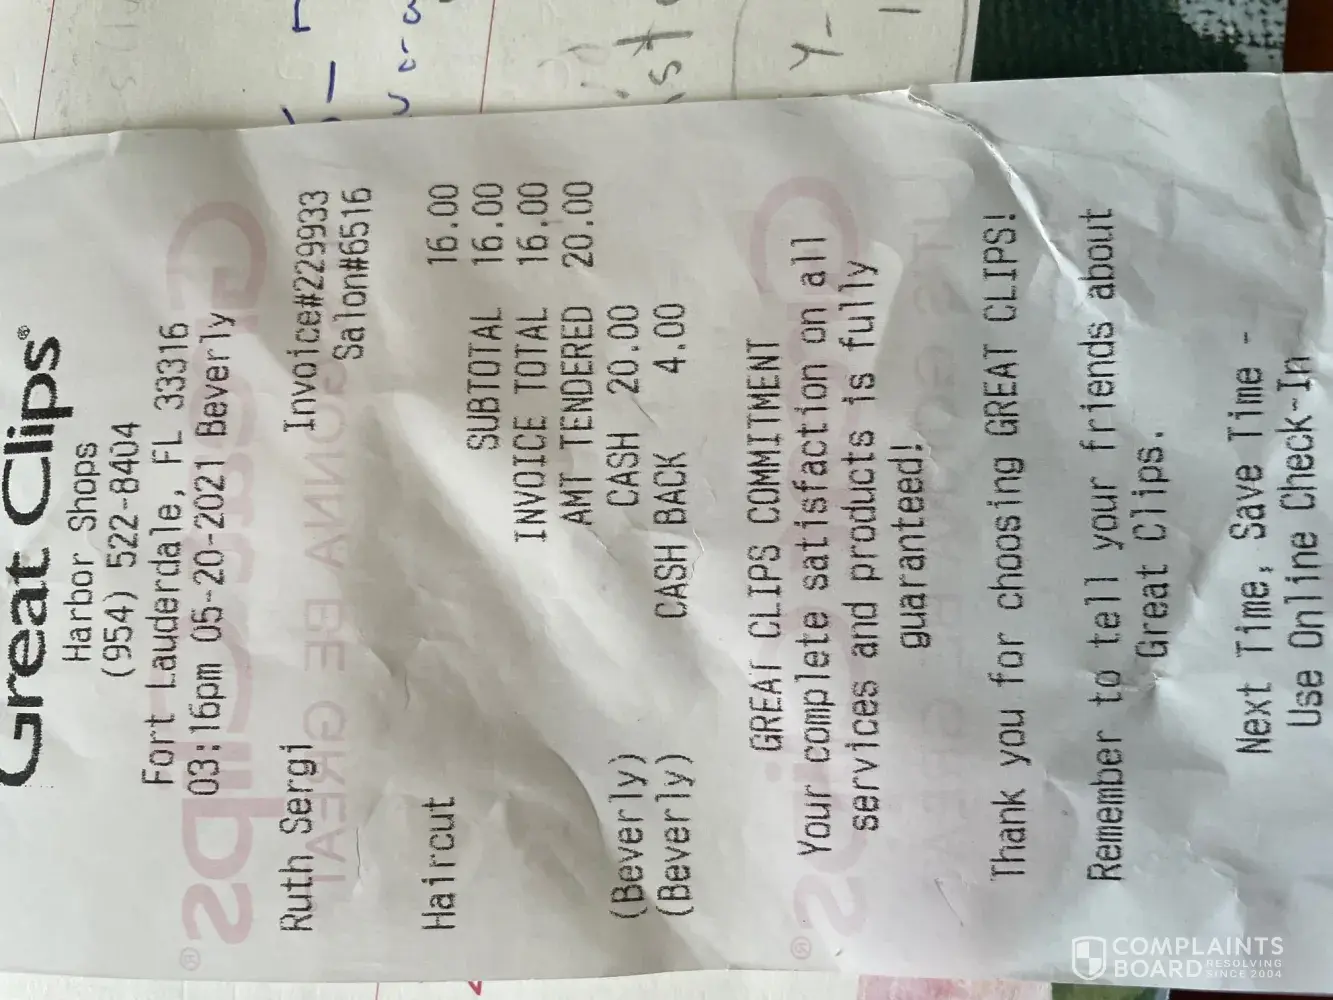 Great Clips®
Harbor Shops
(954) 522-8404
Fort Lauderdale, FL 33316
03:16pm 05-20-2021 Beverly
Ruth Sergi Invoice#229933
Salon#6516
Haircut 16.00
SUBTOTAL 16.00
INVOICE TOTAL 16.00
AMT TENDERED 20.00
(Beverly) CASH 20.00
(Beverly) CASH BACK 4.00
GREAT CLIPS COMMITMENT
Your complete satisfaction on all
services and products is fully
guaranteed!
Thank you for choosing GREAT CLIPS!
Remember to tell your friends about
Great Clips.
Next Time, Save Time -
Use Online Check-In
COMPLAINTS
BOARD RESOLVING
SINCE 2004